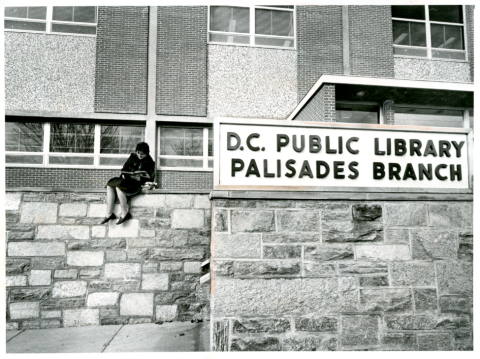 D.C. PUBLIC LIBRARY
PALISADES BRANCH